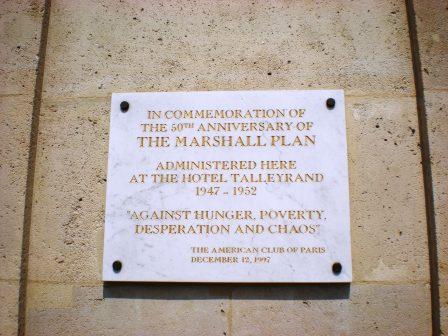 IN COMMEMORATION OF
THE 50TH ANNIVERSARY OF
THE MARSHALL PLAN
ADMINISTERED HERE
AT THE HOTEL TALLEYRAND
1947 - 1952
"AGAINST HUNGER, POVERTY,
DESPERATION AND CHAOS"
THE AMERICAN CLUB OF PARIS
DECEMBER 12, 1997